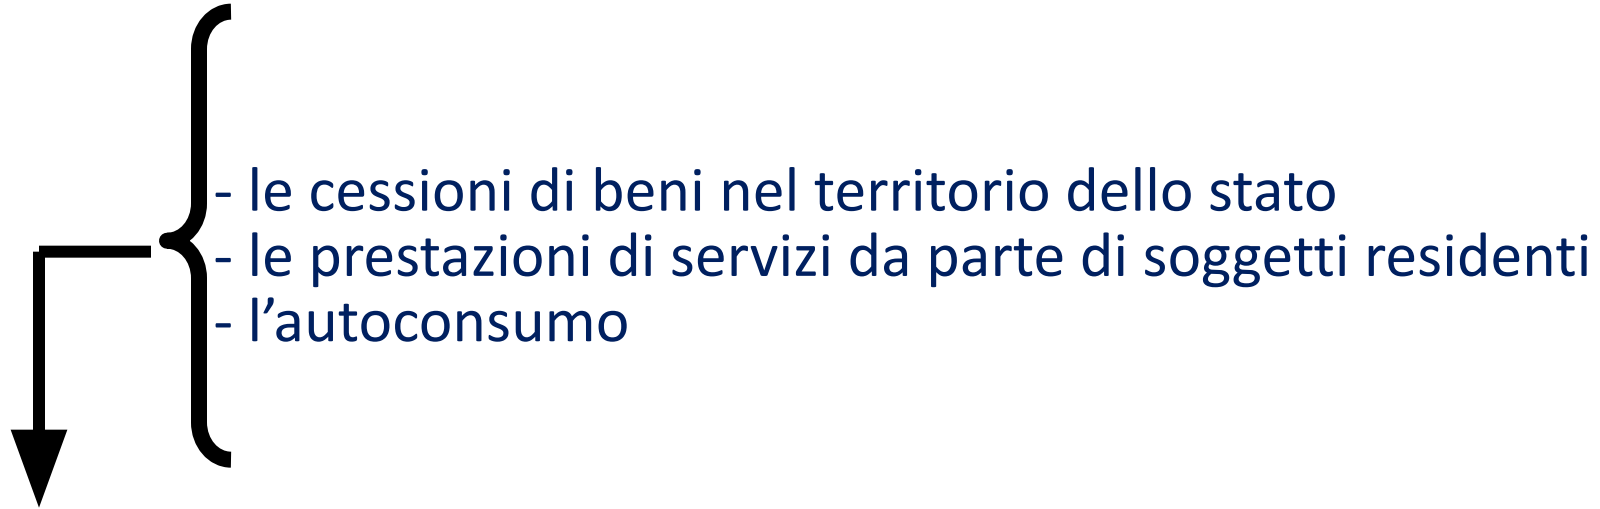 - le cessioni di beni nel territorio dello stato
- le prestazioni di servizi da parte di soggetti residenti
- l’autoconsumo